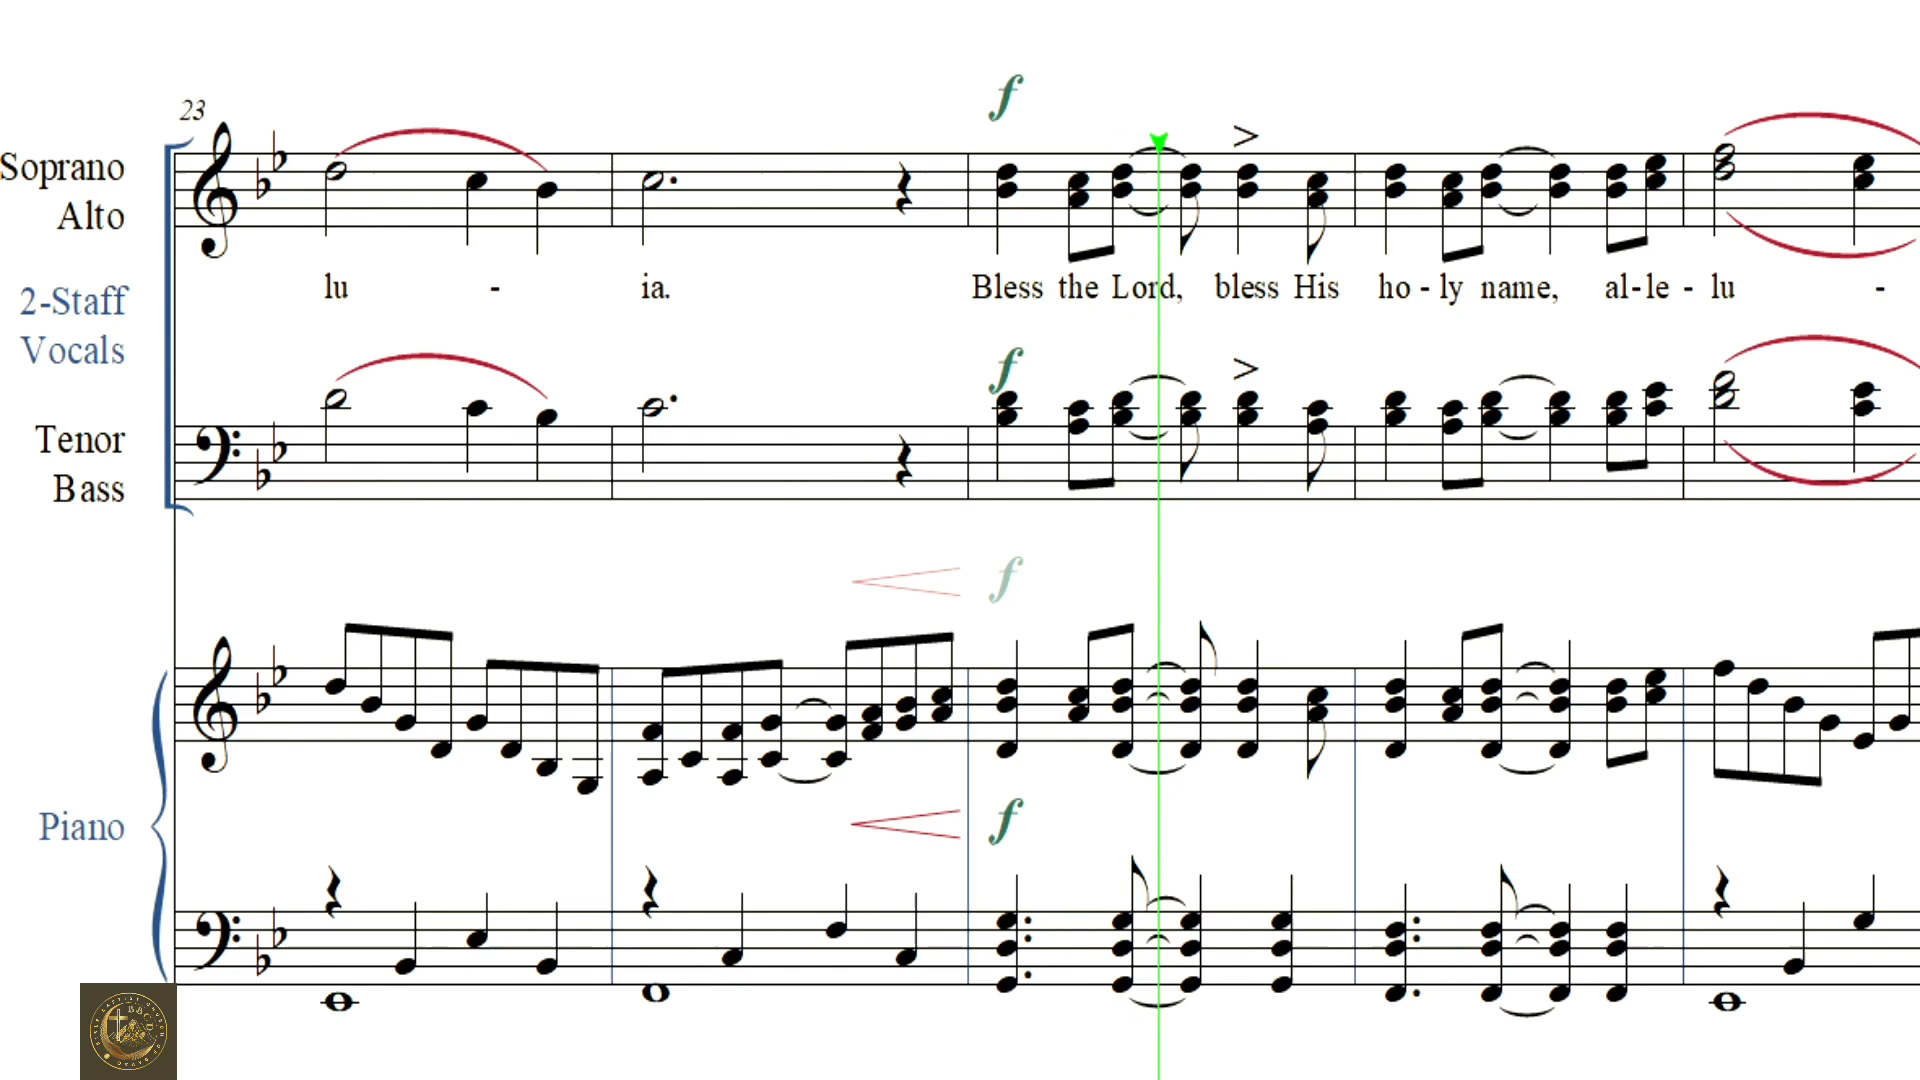 23
f
Soprano
Alto
lu - ia. Bless the Lord, bless His ho - ly name, al - le - lu -
2-Staff
Vocals
f
Tenor
Bass
f
Piano
f